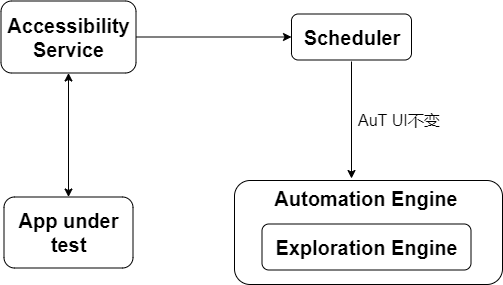 Accessibility
Service
Scheduler
AuT UI不变
App under
test
Automation Engine
Exploration Engine